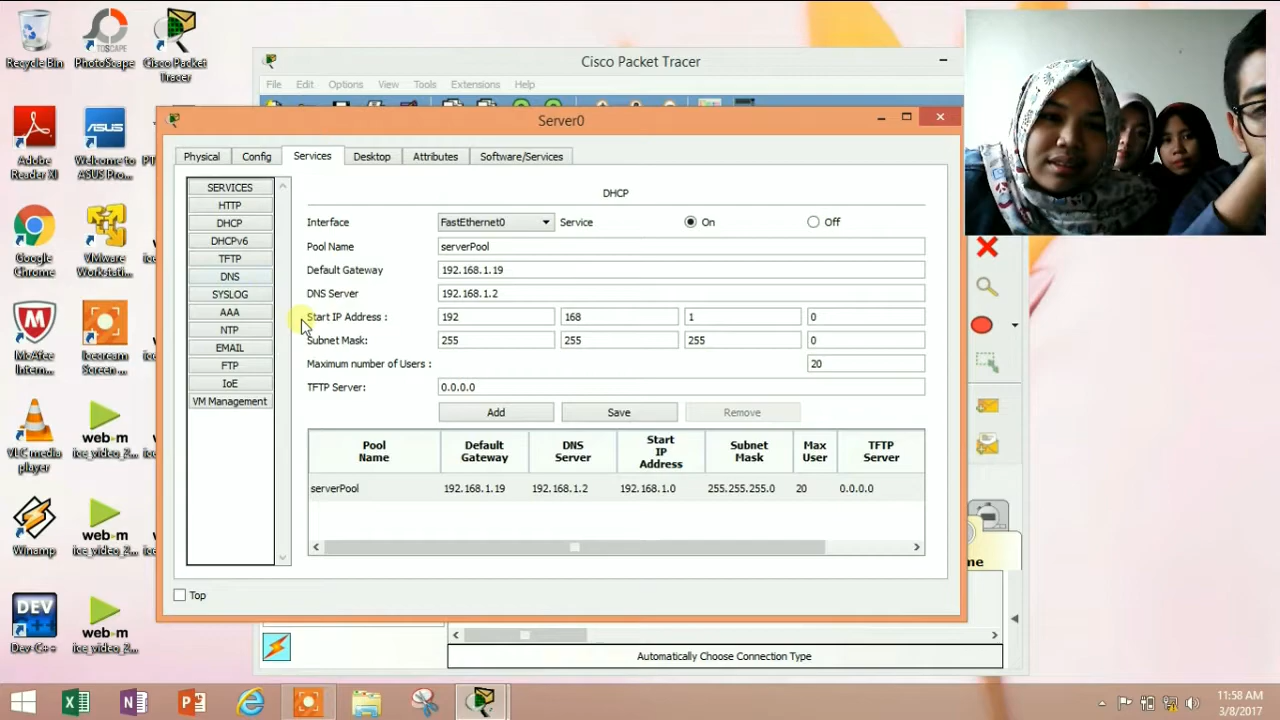 Recycle Bin
PhotoScape
Cisco Packet Tracer
Adobe Reader XI
ASUS
Welcome to ASUS Pro...
Google Chrome
VMware Workstati...
McAfee Intern...
Icecream Screen ...
VLC media player
web-m
ice_video_2...
Winamp
web-m
ice_video_2...
DEV
Dev-C++
web-m
ice_video_2...
Cisco Packet Tracer
File Edit Options View Tools Extensions Help
Server0
Physical Config Services Desktop Attributes Software/Services
SERVICES
HTTP
DHCP
DHCPv6
TFTP
DNS
SYSLOG
AAA
NTP
EMAIL
FTP
IoE
VM Management
DHCP
Interface FastEthernet0 Service On Off
Pool Name serverPool
Default Gateway 192.168.1.19
DNS Server 192.168.1.2
Start IP Address : 192 168 1 0
Subnet Mask: 255 255 255 0
Maximum number of Users : 20
TFTP Server: 0.0.0.0
Add Save Remove
Pool Name Default Gateway DNS Server Start IP Address Subnet Mask Max User TFTP Server
serverPool 192.168.1.19 192.168.1.2 192.168.1.0 255.255.255.0 20 0.0.0.0
Top
Automatically Choose Connection Type
11:58 AM
3/8/2017